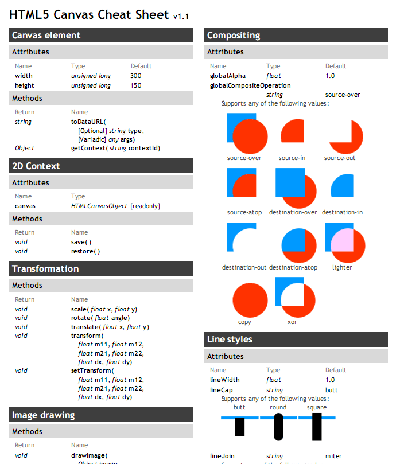 HTML5 Canvas Cheat Sheet v1.1
Canvas element
Attributes
Name Type Default
width unsigned long 300
height unsigned long 150
Methods
Return Name
string toDataURL(
[Optional] string type,
[Variadic] any args)
Object getContext( string contextId)
2D Context
Attributes
Name Type
canvas HTMLCanvasObject [readonly]
Methods
Return Name
void save( )
void restore( )
Transformation
Methods
Return Name
void scale( float x, float y)
void rotate( float angle)
void translate( float x, float y)
void transform(
float m11, float m12,
float m21, float m22,
float dx, float dy)
void setTransform(
float m11, float m12,
float m21, float m22,
float dx, float dy)
Image drawing
Methods
Return Name
void drawImage(
Compositing
Attributes
Name Type Default
globalAlpha float 1.0
globalCompositeOperation
string source-over
Supports any of the following values:
source-over source-in source-out
source-atop destination-over destination-in
destination-out destination-atop lighter
copy xor
Line styles
Attributes
Name Type Default
lineWidth float 1.0
lineCap string butt
Supports any of the following values:
butt round square
lineJoin string miter